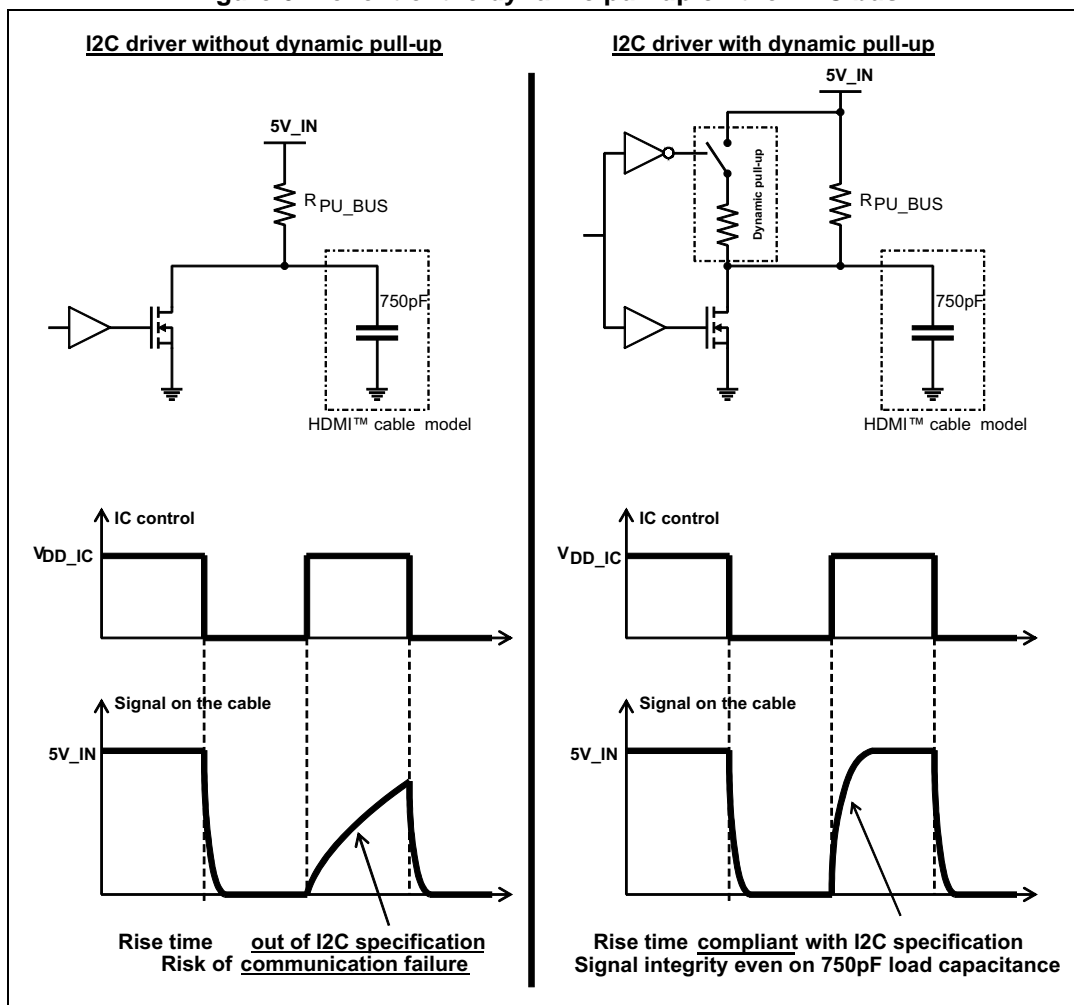 I2C driver without dynamic pull-up
5V_IN
RPU_BUS
750pF
HDMI™ cable model
IC control
VDD_IC
Signal on the cable
5V_IN
Rise time out of I2C specification
Risk of communication failure
I2C driver with dynamic pull-up
5V_IN
Dynamic pull-up
RPU_BUS
750pF
HDMI™ cable model
IC control
VDD_IC
Signal on the cable
5V_IN
Rise time compliant with I2C specification
Signal integrity even on 750pF load capacitance